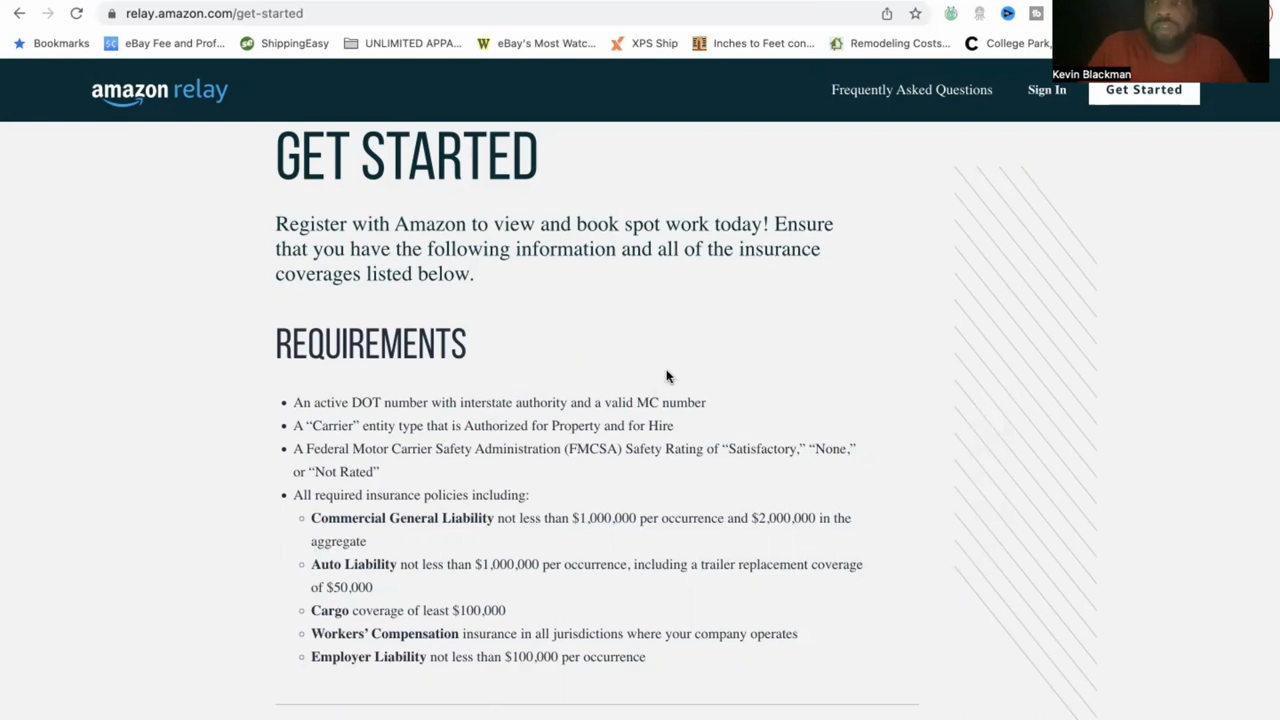 relay.amazon.com/get-started
Bookmarks
eBay Fee and Prof...
ShippingEasy
UNLIMITED APPA...
eBay's Most Watc...
XPS Ship
Inches to Feet con...
Remodeling Costs...
College Park,
Kevin Blackman
amazon relay
Frequently Asked Questions
Sign In
Get Started
GET STARTED
Register with Amazon to view and book spot work today! Ensure
that you have the following information and all of the insurance
coverages listed below.
REQUIREMENTS
• An active DOT number with interstate authority and a valid MC number
• A “Carrier” entity type that is Authorized for Property and for Hire
• A Federal Motor Carrier Safety Administration (FMCSA) Safety Rating of “Satisfactory,” “None,”
or “Not Rated”
• All required insurance policies including:
◦ Commercial General Liability not less than $1,000,000 per occurrence and $2,000,000 in the
aggregate
◦ Auto Liability not less than $1,000,000 per occurrence, including a trailer replacement coverage
of $50,000
◦ Cargo coverage of least $100,000
◦ Workers’ Compensation insurance in all jurisdictions where your company operates
◦ Employer Liability not less than $100,000 per occurrence